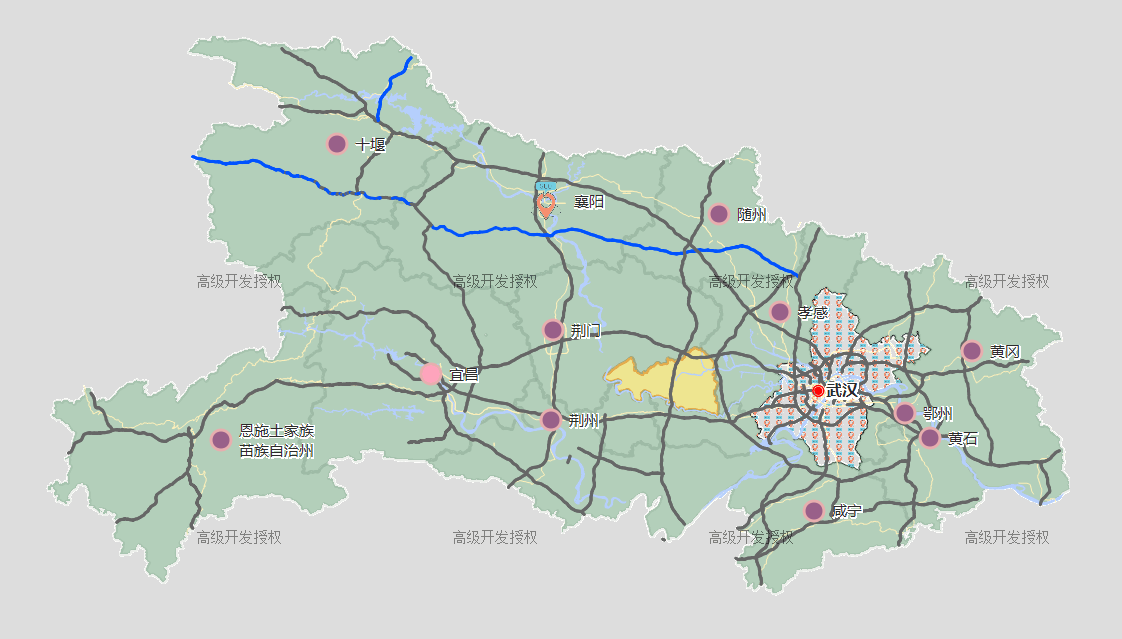 十堰
襄阳
随州
高级开发授权
高级开发授权
高级开发授权
高级开发授权
孝感
荆门
黄冈
宜昌
武汉
荆州
鄂州
恩施土家族
苗族自治州
黄石
咸宁
高级开发授权
高级开发授权
高级开发授权
高级开发授权